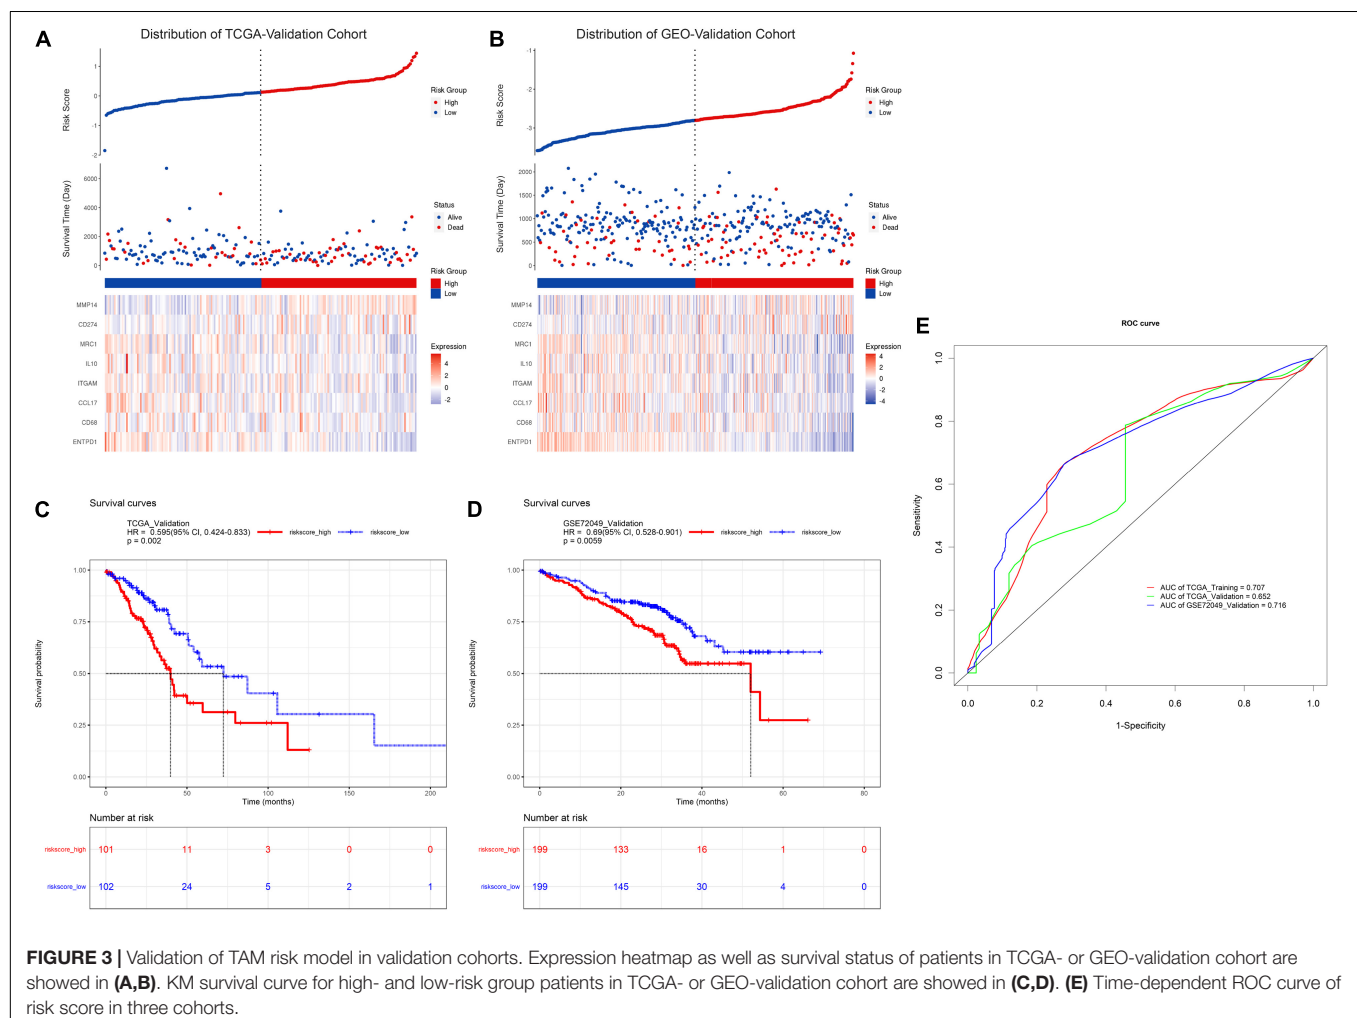 A
Distribution of TCGA-Validation Cohort
Risk Score
1
0
-1
-2
Risk Group
High
Low
Survival Time (Day)
6000
4000
2000
0
Status
Alive
Dead
Risk Group
High
Low
MMP14
CD274
MRC1
IL10
ITGAM
CCL17
CD68
ENTPD1
Expression
4
2
0
-2
B
Distribution of GEO-Validation Cohort
Risk Score
-1
-2
-3
Risk Group
High
Low
Survival Time (Day)
2000
1500
1000
500
0
Status
Alive
Dead
Risk Group
High
Low
MMP14
CD274
MRC1
IL10
ITGAM
CCL17
CD68
ENTPD1
Expression
4
2
0
-2
-4
C
Survival curves
TCGA_Validation
HR = 0.595(95% CI, 0.424-0.833)
p = 0.002
riskscore_high
riskscore_low
Survival probability
1.00
0.75
0.50
0.25
0.00
0 50 100 150 200
Time (months)
Number at risk
riskscore_high 101 11 3 0 0
riskscore_low 102 24 5 2 1
D
Survival curves
GSE72049_Validation
HR = 0.69(95% CI, 0.528-0.901)
p = 0.0059
riskscore_high
riskscore_low
Survival probability
1.00
0.75
0.50
0.25
0.00
0 20 40 60 80
Time (months)
Number at risk
riskscore_high 199 133 16 1 0
riskscore_low 199 145 30 4 0
E
ROC curve
Sensitivity
1.0
0.8
0.6
0.4
0.2
0.0
AUC of TCGA_Training = 0.707
AUC of TCGA_Validation = 0.652
AUC of GSE72049_Validation = 0.716
0.0 0.2 0.4 0.6 0.8 1.0
1-Specificity
FIGURE 3 | Validation of TAM risk model in validation cohorts. Expression heatmap as well as survival status of patients in TCGA- or GEO-validation cohort are
showed in (A,B). KM survival curve for high- and low-risk group patients in TCGA- or GEO-validation cohort are showed in (C,D). (E) Time-dependent ROC curve of
risk score in three cohorts.